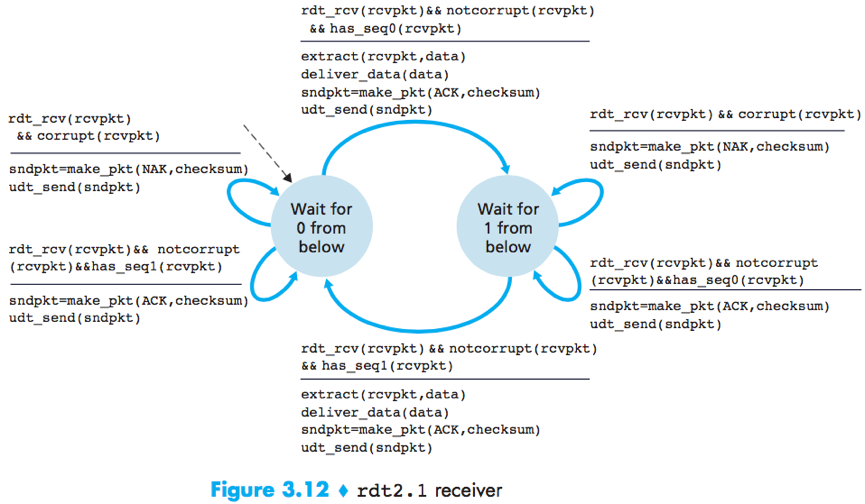 rdt_rcv(rcvpkt)&& notcorrupt(rcvpkt)
&& has_seq0(rcvpkt)
extract(rcvpkt,data)
deliver_data(data)
sndpkt=make_pkt(ACK,checksum)
udt_send(sndpkt)
rdt_rcv(rcvpkt)
&& corrupt(rcvpkt)
sndpkt=make_pkt(NAK,checksum)
udt_send(sndpkt)
rdt_rcv(rcvpkt) && corrupt(rcvpkt)
sndpkt=make_pkt(NAK,checksum)
udt_send(sndpkt)
Wait for
0 from
below
Wait for
1 from
below
rdt_rcv(rcvpkt)&& notcorrupt
(rcvpkt)&&has_seq1(rcvpkt)
sndpkt=make_pkt(ACK,checksum)
udt_send(sndpkt)
rdt_rcv(rcvpkt)&& notcorrupt
(rcvpkt)&&has_seq0(rcvpkt)
sndpkt=make_pkt(ACK,checksum)
udt_send(sndpkt)
rdt_rcv(rcvpkt) && notcorrupt(rcvpkt)
&& has_seq1(rcvpkt)
extract(rcvpkt,data)
deliver_data(data)
sndpkt=make_pkt(ACK,checksum)
udt_send(sndpkt)
Figure 3.12 ♦ rdt2.1 receiver